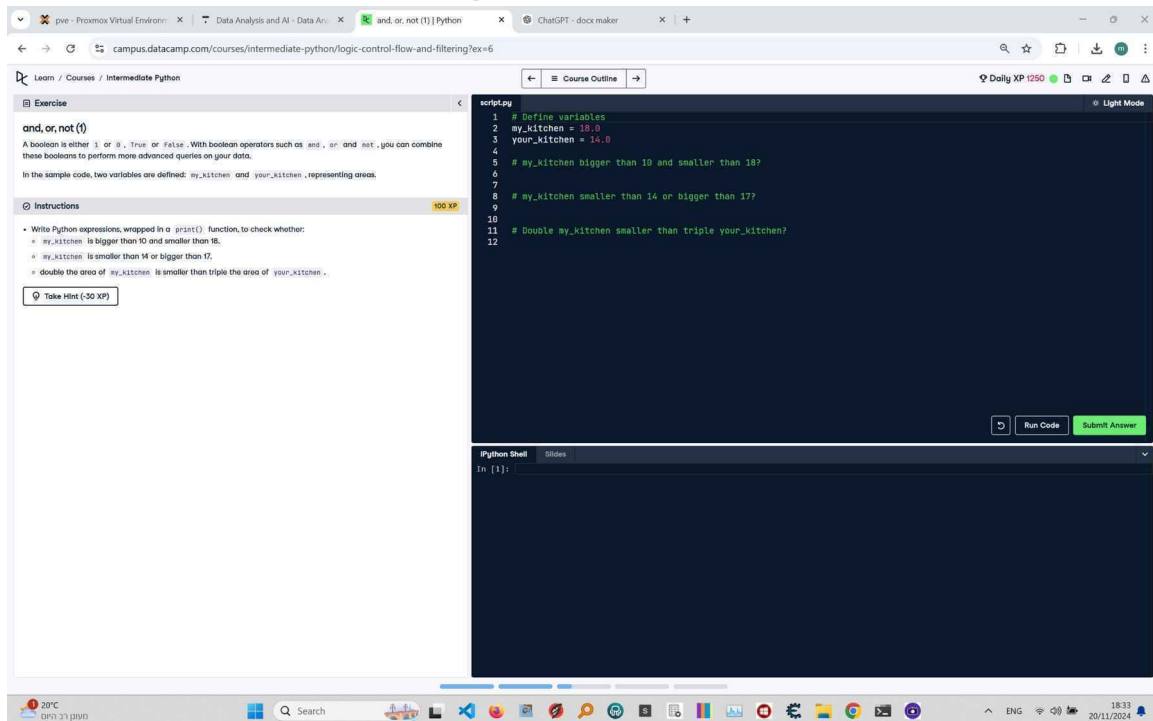 pve - Proxmox Virtual Environm
Data Analysis and AI - Data An
and, or, not (1) | Python
ChatGPT - docx maker
campus.datacamp.com/courses/intermediate-python/logic-control-flow-and-filtering?ex=6
Learn / Courses / Intermediate Python
Course Outline
Daily XP 1250
Exercise
and, or, not (1)
A boolean is either 1 or 0 , True or False . With boolean operators such as and , or and not , you can combine
these booleans to perform more advanced queries on your data.
In the sample code, two variables are defined: my_kitchen and your_kitchen , representing areas.
Instructions
100 XP
• Write Python expressions, wrapped in a print() function, to check whether:
my_kitchen is bigger than 10 and smaller than 18.
my_kitchen is smaller than 14 or bigger than 17.
double the area of my_kitchen is smaller than triple the area of your_kitchen .
Take Hint (-30 XP)
script.py
Light Mode
1 # Define variables
2 my_kitchen = 18.0
3 your_kitchen = 14.0
4
5 # my_kitchen bigger than 10 and smaller than 18?
6
7
8 # my_kitchen smaller than 14 or bigger than 17?
9
10
11 # Double my_kitchen smaller than triple your_kitchen?
12
Run Code
Submit Answer
IPython Shell
Slides
In [1]:
20°C
מעונן רב היום
Search
ENG
18:33
20/11/2024